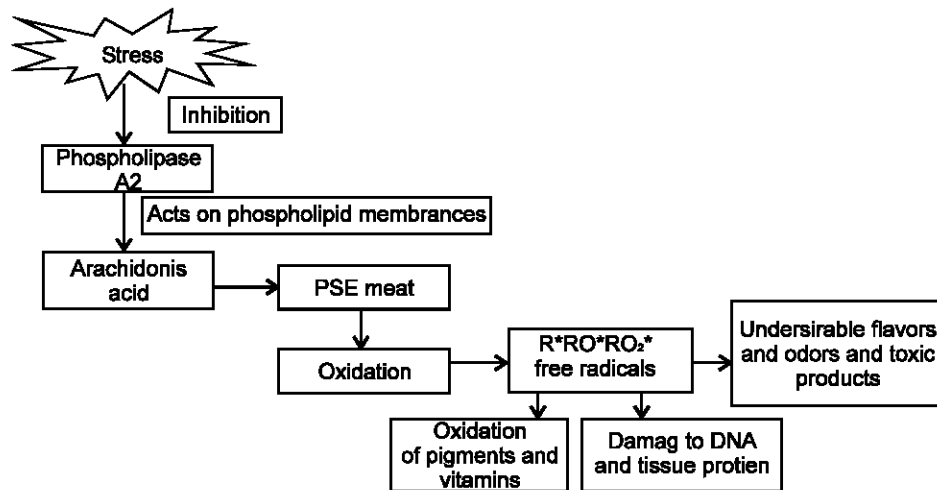 Stress
Inhibition
Phospholipase
A2
Acts on phospholipid membrances
Arachidonis
acid
PSE meat
Oxidation
R*RO*RO₂*
free radicals
Undersirable flavors
and odors and toxic
products
Oxidation
of pigments and
vitamins
Damag to DNA
and tissue protien